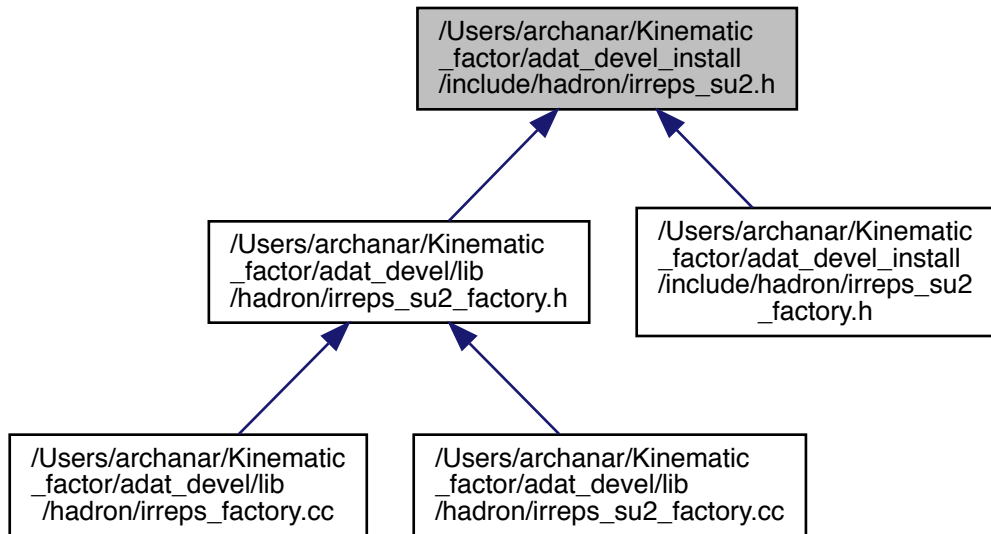 /Users/archanar/Kinematic
_factor/adat_devel_install
/include/hadron/irreps_su2.h
/Users/archanar/Kinematic
_factor/adat_devel/lib
/hadron/irreps_su2_factory.h
/Users/archanar/Kinematic
_factor/adat_devel_install
/include/hadron/irreps_su2
_factory.h
/Users/archanar/Kinematic
_factor/adat_devel/lib
/hadron/irreps_factory.cc
/Users/archanar/Kinematic
_factor/adat_devel/lib
/hadron/irreps_su2_factory.cc